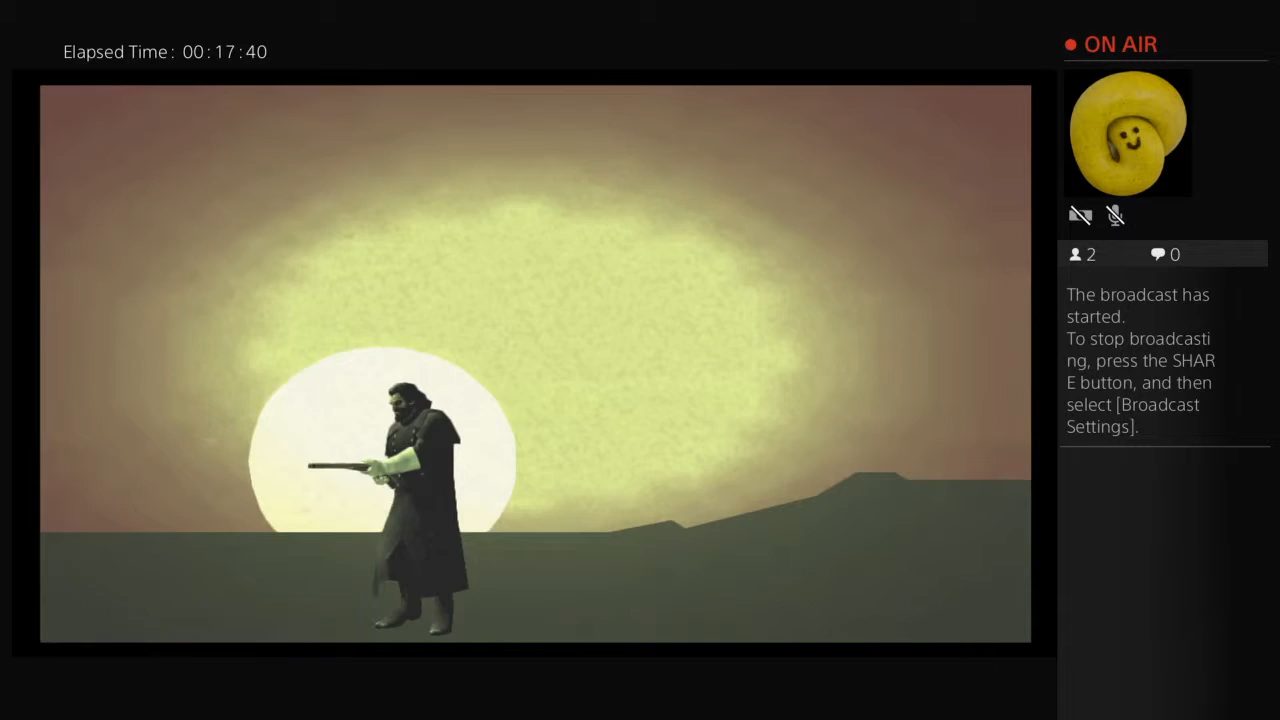 Elapsed Time: 00:17:40
ON AIR
2 0
The broadcast has
started.
To stop broadcasti
ng, press the SHAR
E button, and then
select [Broadcast
Settings].